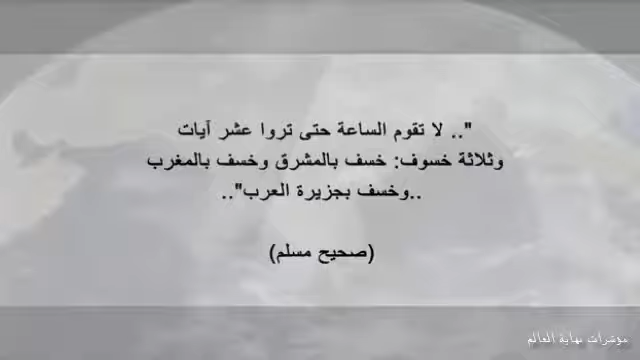 ".. لا تقوم الساعة حتى تروا عشر آيات
وثلاثة خسوف: خسف بالمشرق وخسف بالمغرب
..وخسف بجزيرة العرب"..
(صحيح مسلم)
مؤشرات نهاية العالم